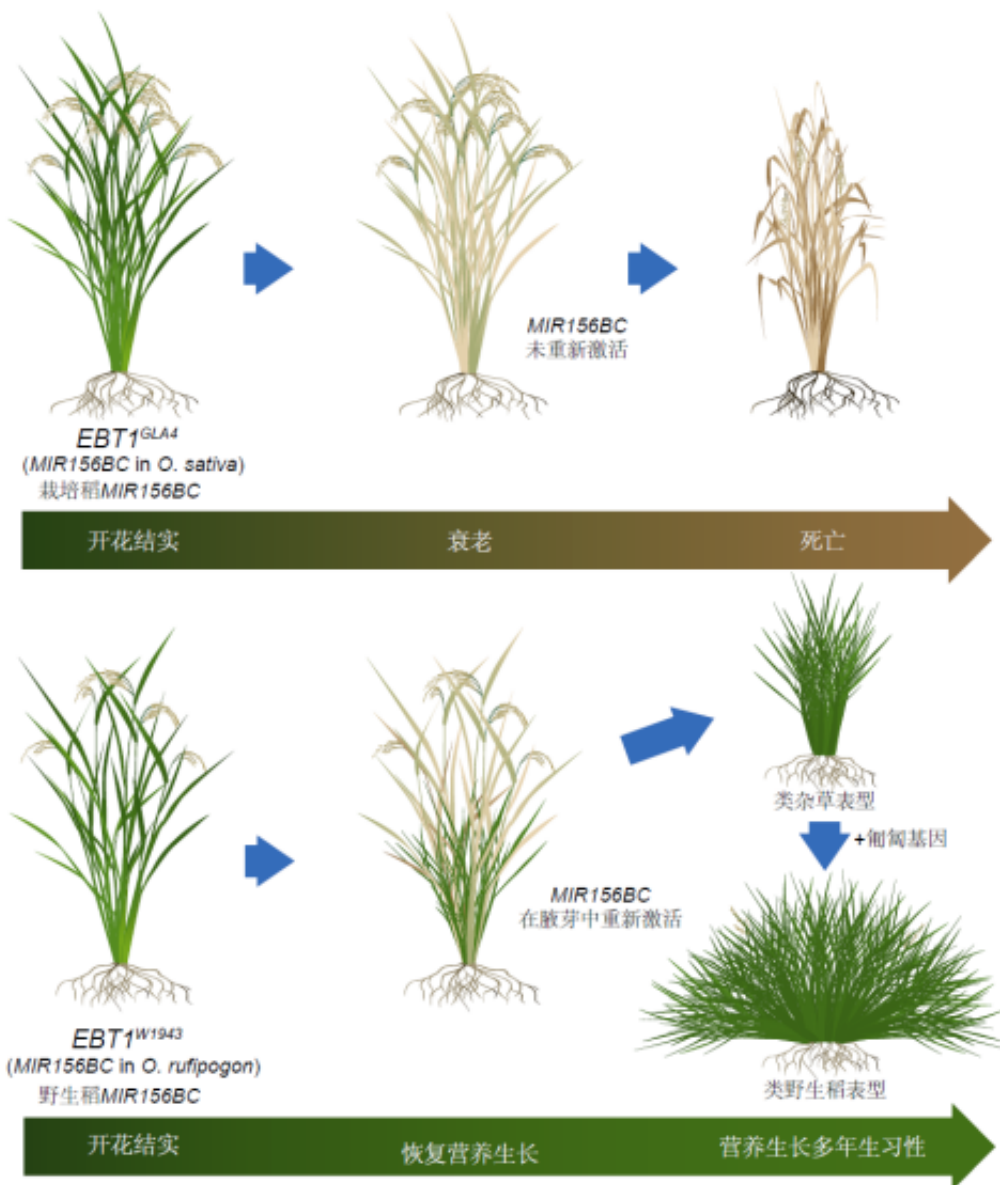 MIR156BC
未重新激活
EBT1^GLA4
(MIR156BC in O. sativa)
栽培稻MIR156BC
开花结实
衰老
死亡
类杂草表型
+匍匐基因
MIR156BC
在腋芽中重新激活
EBT1^W1943
(MIR156BC in O. rufipogon)
野生稻MIR156BC
类野生稻表型
开花结实
恢复营养生长
营养生长多年生习性